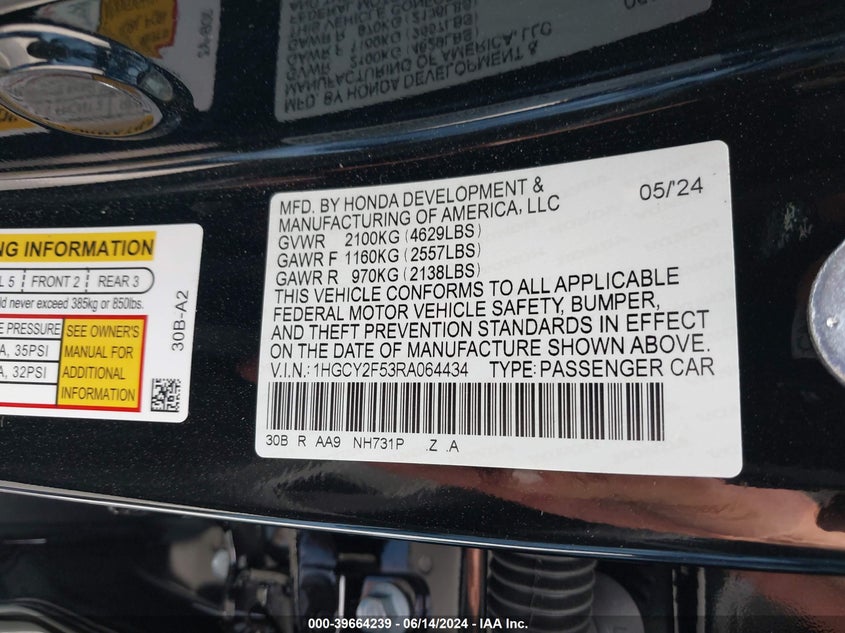 MFD. BY HONDA DEVELOPMENT &
MANUFACTURING OF AMERICA, LLC
05/'24
GVWR 2100KG (4629LBS)
GAWR F 1160KG (2557LBS)
GAWR R 970KG (2138LBS)
THIS VEHICLE CONFORMS TO ALL APPLICABLE
FEDERAL MOTOR VEHICLE SAFETY, BUMPER,
AND THEFT PREVENTION STANDARDS IN EFFECT
ON THE DATE OF MANUFACTURE SHOWN ABOVE.
V.I.N.: 1HGCY2F53RA064434 TYPE: PASSENGER CAR
30B R AA9 NH731P .Z .A
INFORMATION
5 FRONT 2 REAR 3
never exceed 385kg or 850lbs.
PRESSURE
35PSI
32PSI
SEE OWNER'S
MANUAL FOR
ADDITIONAL
INFORMATION
30B-A2
000-39664239 - 06/14/2024 - IAA Inc.